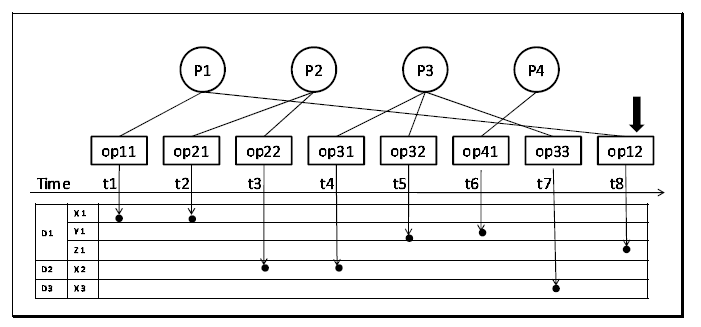 P1 P2 P3 P4
op11 op21 op22 op31 op32 op41 op33 op12
Time t1 t2 t3 t4 t5 t6 t7 t8
D1 X1
Y1
Z1
D2 X2
D3 X3